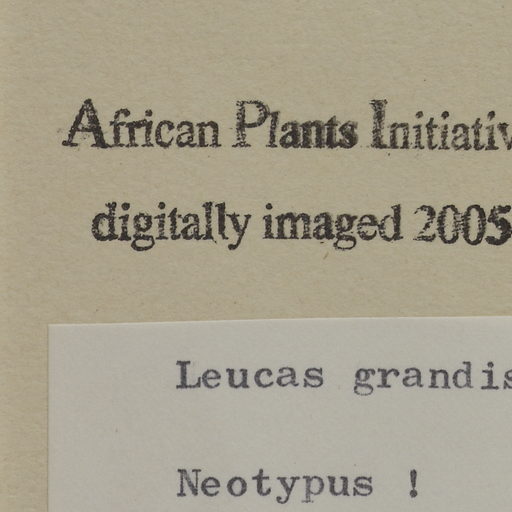 African Plants Initiativ
digitally imaged 2005
Leucas grandis
Neotypus !